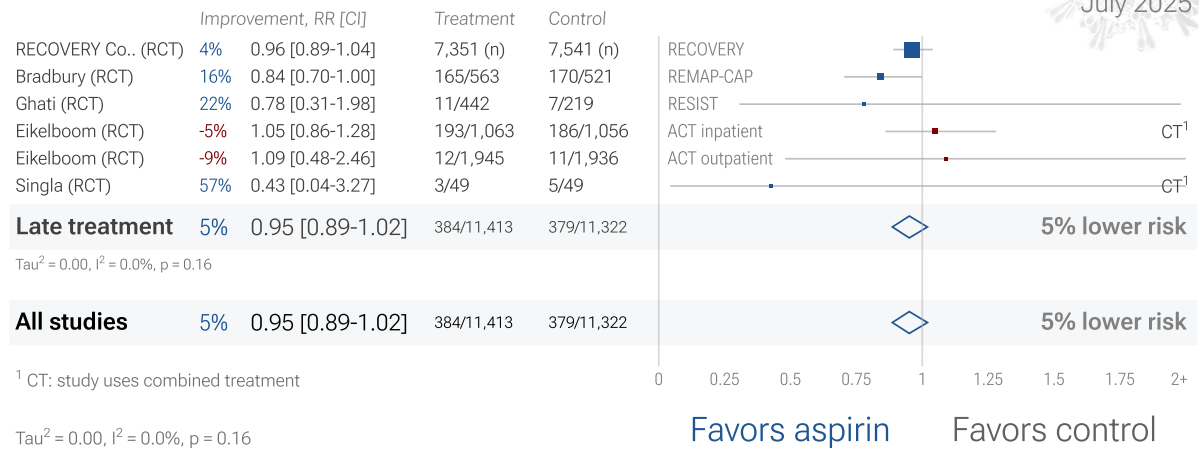 July 2025
Improvement, RR [CI] Treatment Control
RECOVERY Co.. (RCT) 4% 0.96 [0.89-1.04] 7,351 (n) 7,541 (n) RECOVERY
Bradbury (RCT) 16% 0.84 [0.70-1.00] 165/563 170/521 REMAP-CAP
Ghati (RCT) 22% 0.78 [0.31-1.98] 11/442 7/219 RESIST
Eikelboom (RCT) -5% 1.05 [0.86-1.28] 193/1,063 186/1,056 ACT inpatient CT¹
Eikelboom (RCT) -9% 1.09 [0.48-2.46] 12/1,945 11/1,936 ACT outpatient
Singla (RCT) 57% 0.43 [0.04-3.27] 3/49 5/49 CT¹
Late treatment 5% 0.95 [0.89-1.02] 384/11,413 379/11,322 5% lower risk
Tau² = 0.00, I² = 0.0%, p = 0.16
All studies 5% 0.95 [0.89-1.02] 384/11,413 379/11,322 5% lower risk
¹ CT: study uses combined treatment 0 0.25 0.5 0.75 1 1.25 1.5 1.75 2+
Tau² = 0.00, I² = 0.0%, p = 0.16 Favors aspirin Favors control